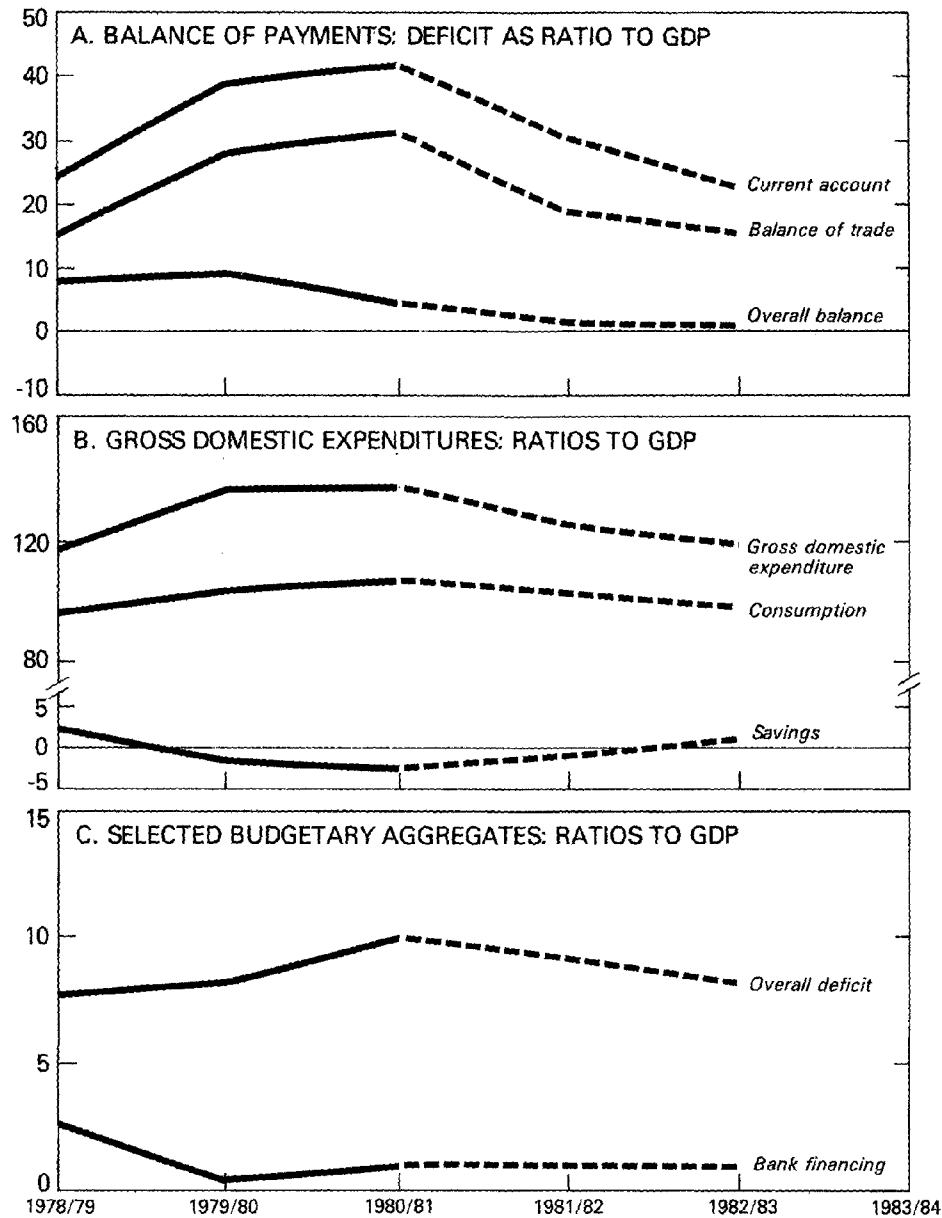 50
A. BALANCE OF PAYMENTS: DEFICIT AS RATIO TO GDP
40
30
Current account
20
Balance of trade
10
Overall balance
0
-10
160
B. GROSS DOMESTIC EXPENDITURES: RATIOS TO GDP
120
Gross domestic
expenditure
Consumption
80
5
Savings
0
-5
15
C. SELECTED BUDGETARY AGGREGATES: RATIOS TO GDP
10
Overall deficit
5
Bank financing
0
1978/79 1979/80 1980/81 1981/82 1982/83 1983/84